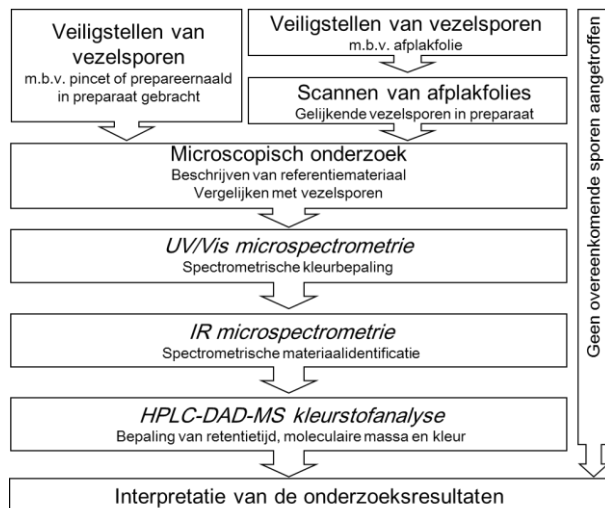 Veiligstellen van
vezelsporen
m.b.v. pincet of prepareernaald
in preparaat gebracht
Veiligstellen van vezelsporen
m.b.v. afplakfolie
Scannen van afplakfolies
Gelijkende vezelsporen in preparaat
Microscopisch onderzoek
Beschrijven van referentiemateriaal
Vergelijken met vezelsporen
UV/Vis microspectrometrie
Spectrometrische kleurbepaling
IR microspectrometrie
Spectrometrische materiaalidentificatie
HPLC-DAD-MS kleurstofanalyse
Bepaling van retentietijd, moleculaire massa en kleur
Interpretatie van de onderzoeksresultaten
Geen overeenkomende sporen aangetroffen